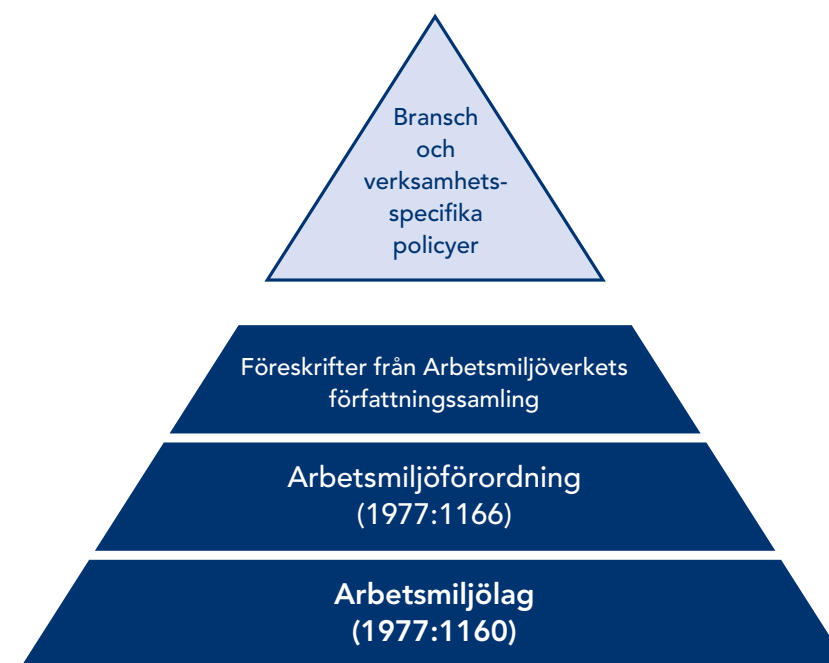 Bransch
och
verksamhets-
specifika
policyer
Föreskrifter från Arbetsmiljöverkets
författningssamling
Arbetsmiljöförordning
(1977:1166)
Arbetsmiljölag
(1977:1160)